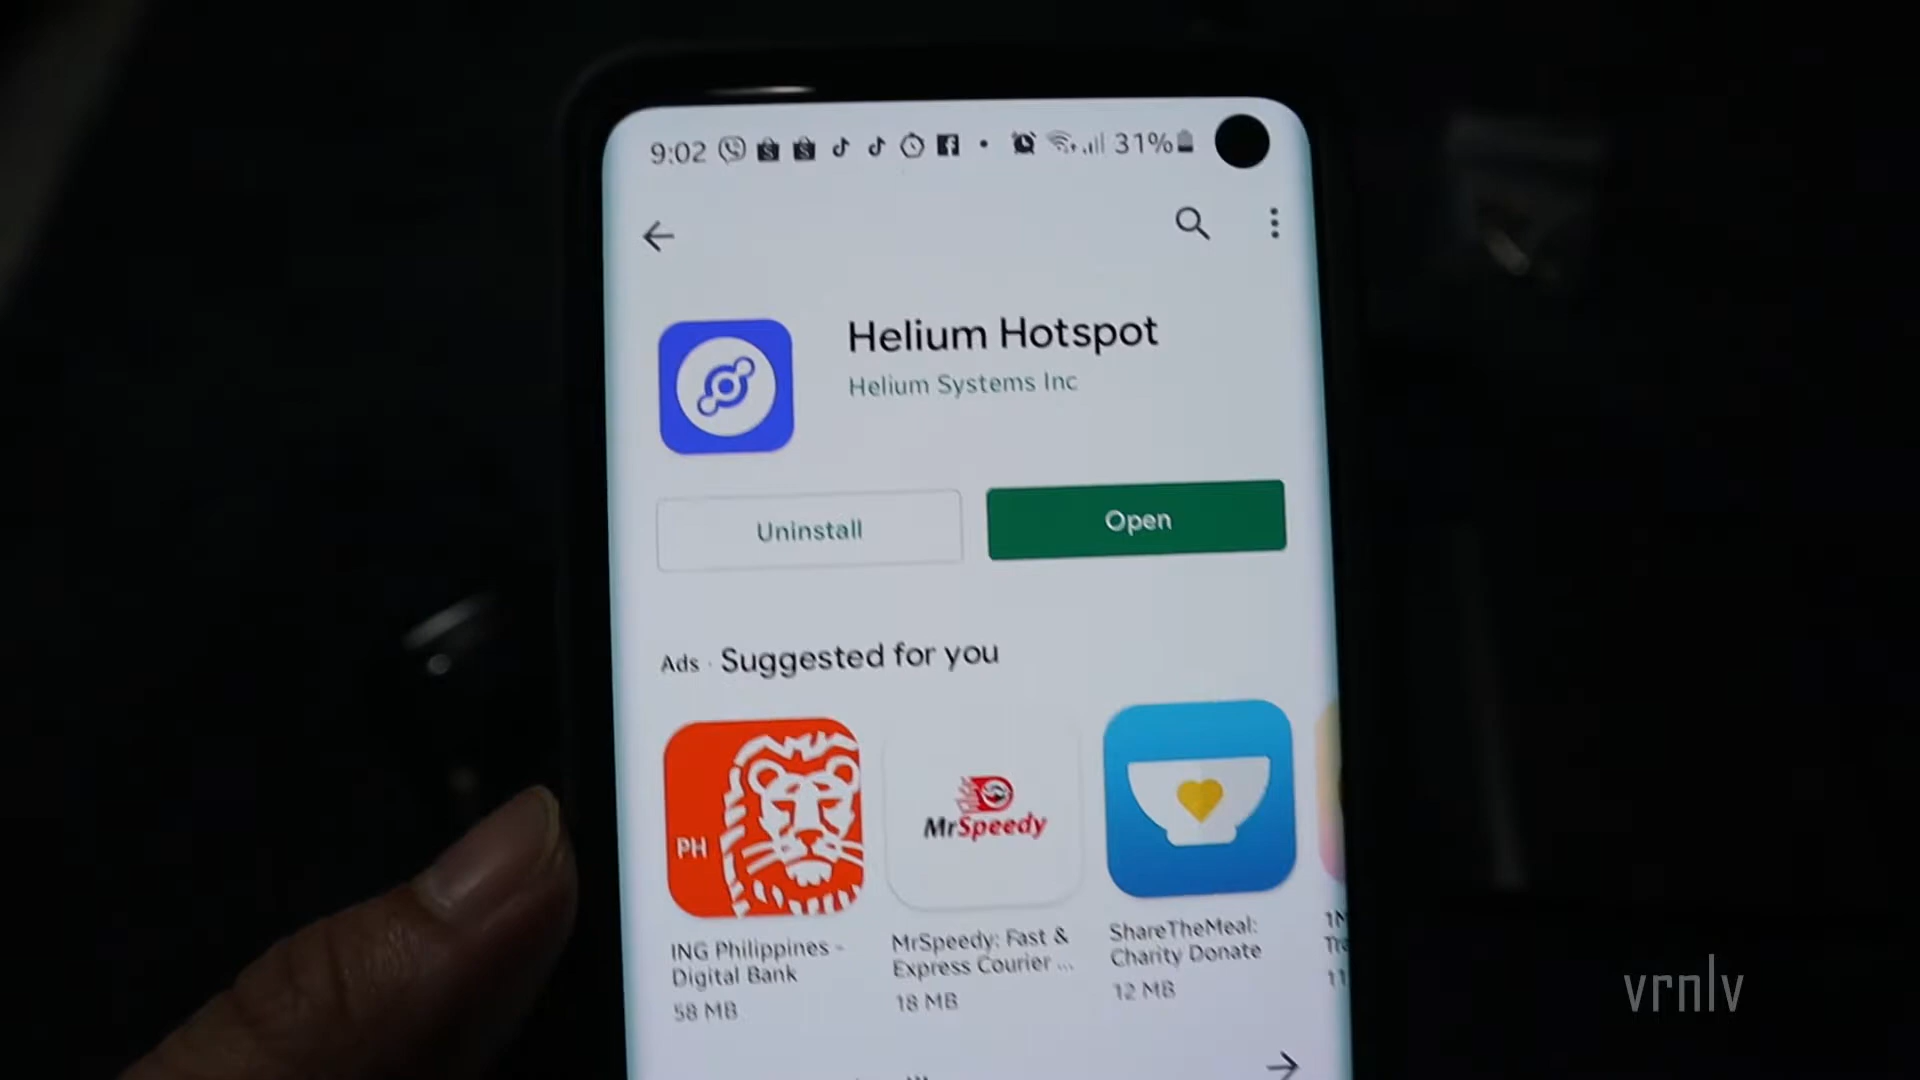 9:02
31%
Helium Hotspot
Helium Systems Inc
Uninstall
Open
Ads · Suggested for you
PH
MrSpeedy
ING Philippines -
Digital Bank
58 MB
MrSpeedy: Fast &
Express Courier ...
18 MB
ShareTheMeal:
Charity Donate
12 MB
vrnlv